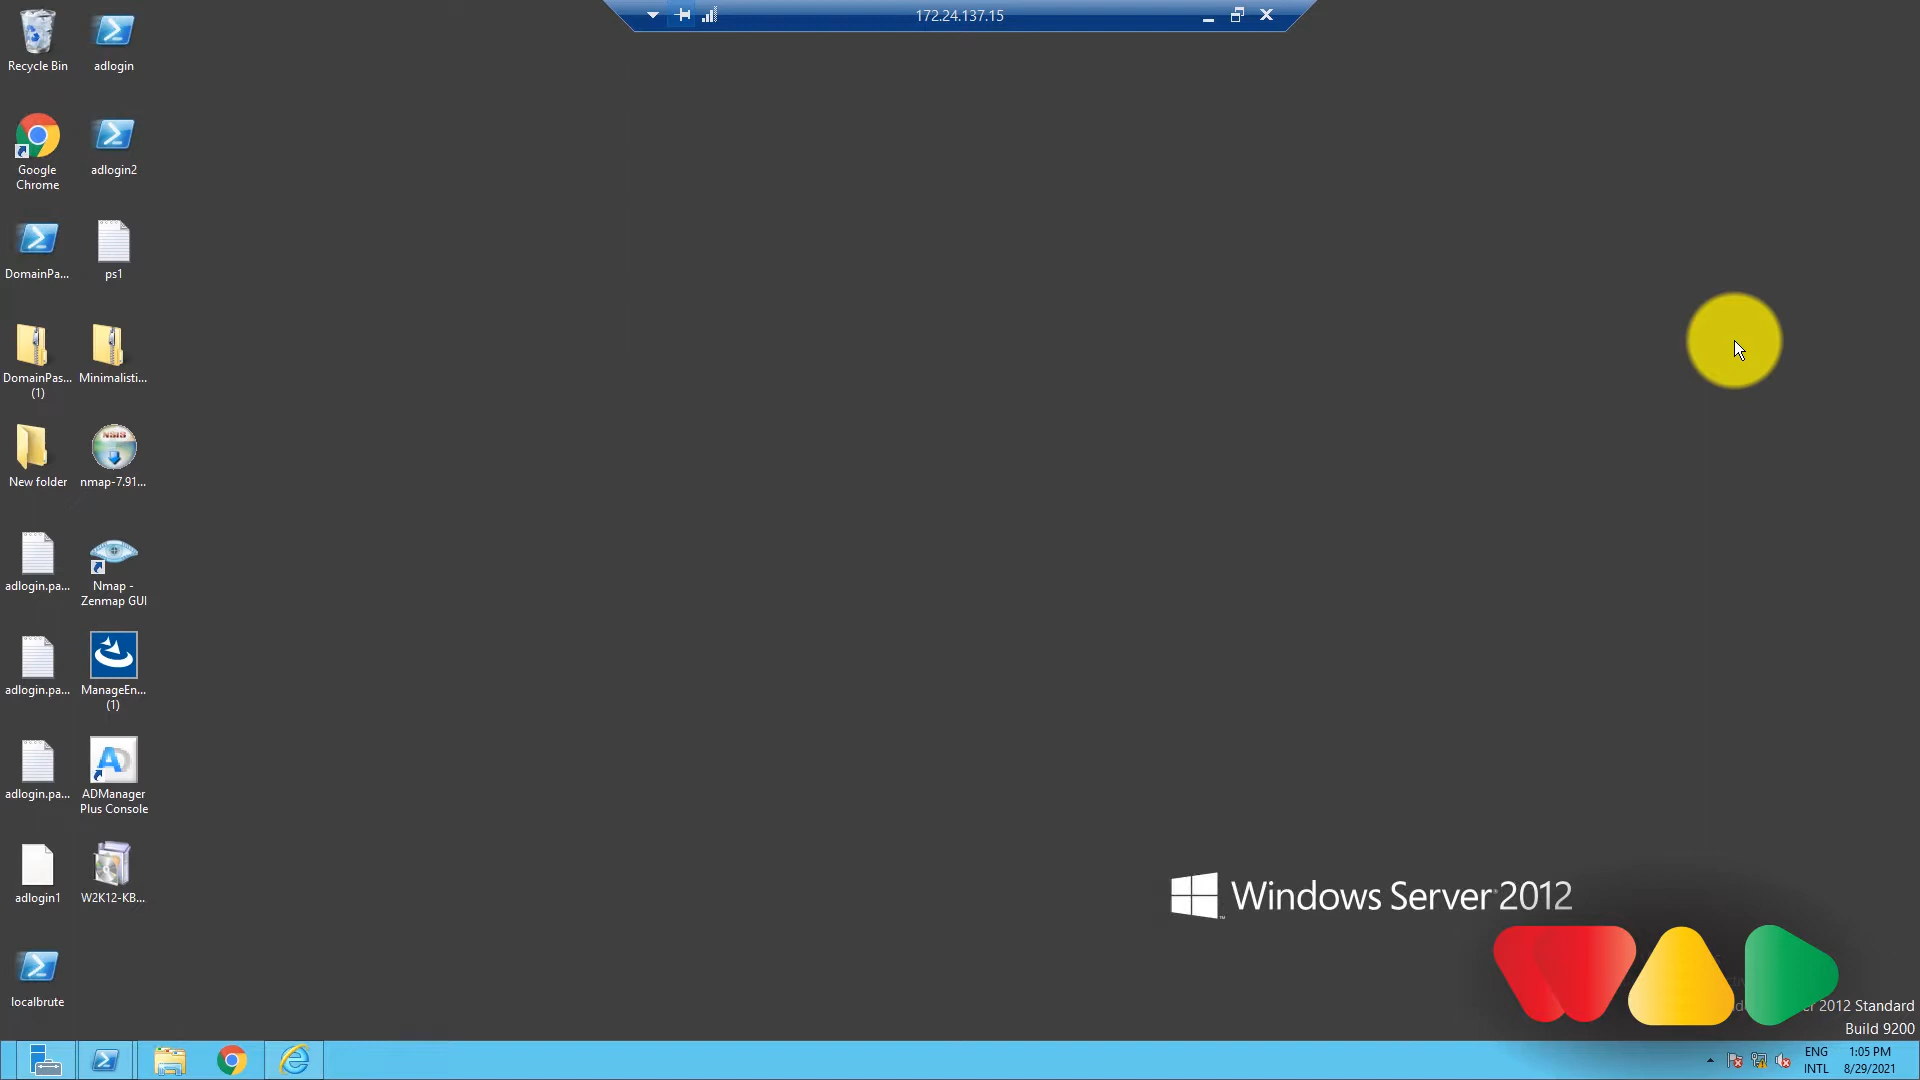 172.24.137.15
Recycle Bin
adlogin
Google
Chrome
adlogin2
DomainPa...
ps1
DomainPas...
(1)
Minimalisti...
New folder
NSIS
nmap-7.91...
adlogin.pa...
Nmap -
Zenmap GUI
adlogin.pa...
ManageEn...
(1)
adlogin.pa...
ADManager
Plus Console
adlogin1
W2K12-KB...
localbrute
Windows Server 2012
2012 Standard
Build 9200
ENG
INTL
1:05 PM
8/29/2021